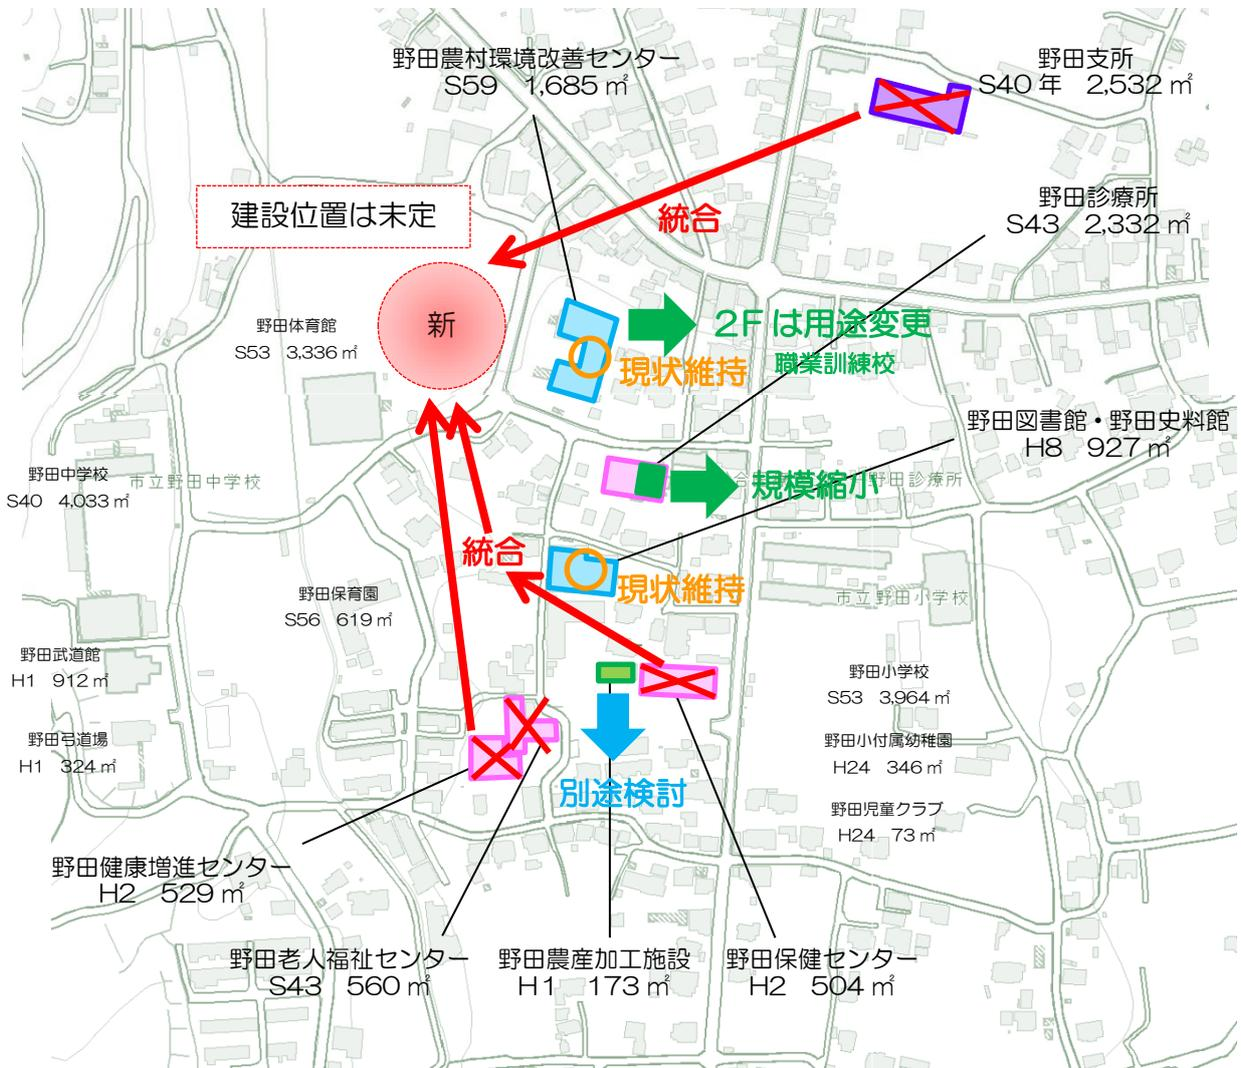 野田農村環境改善センター
S59 1,685㎡
野田支所
S40年 2,532㎡
野田診療所
S43 2,332㎡
建設位置は未定
統合
新
野田体育館
S53 3,336㎡
2Fは用途変更
職業訓練校
現状維持
野田図書館・野田史料館
H8 927㎡
野田中学校
S40 4,033㎡
市立野田中学校
規模縮小
野田診療所
統合
現状維持
野田保育園
S56 619㎡
市立野田小学校
野田武道館
H1 912㎡
野田小学校
S53 3,964㎡
野田弓道場
H1 324㎡
野田小付属幼稚園
H24 346㎡
別途検討
野田児童クラブ
H24 73㎡
野田健康増進センター
H2 529㎡
野田老人福祉センター
S43 560㎡
野田農産加工施設
H1 173㎡
野田保健センター
H2 504㎡